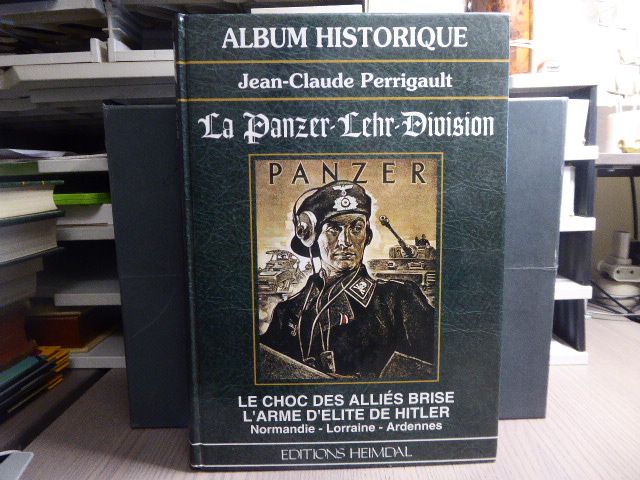 ALBUM HISTORIQUE
Jean-Claude Perrigault
La Panzer-Lehr-Division
PANZER
LE CHOC DES ALLIÉS BRISE
L'ARME D'ELITE DE HITLER
Normandie - Lorraine - Ardennes
EDITIONS HEIMDAL